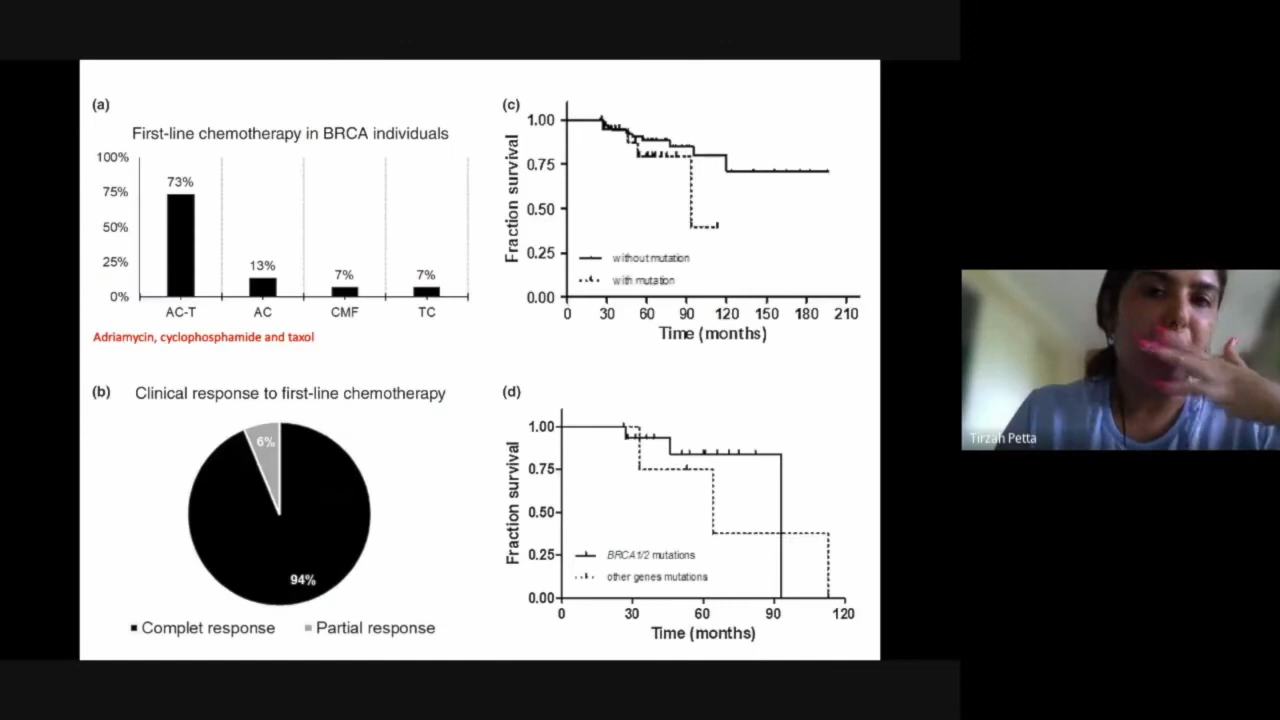 (a)
First-line chemotherapy in BRCA individuals
100%
75%
50%
25%
0%
73%
13%
7%
7%
AC-T AC CMF TC
Adriamycin, cyclophosphamide and taxol
(b)
Clinical response to first-line chemotherapy
6%
94%
Complet response Partial response
(c)
Fraction survival
1.00
0.75
0.50
0.25
0.00
without mutation
with mutation
0 30 60 90 120 150 180 210
Time (months)
(d)
Fraction survival
1.00
0.75
0.50
0.25
0.00
BRCA1/2 mutations
other genes mutations
0 30 60 90 120
Time (months)
Tirzah Petta